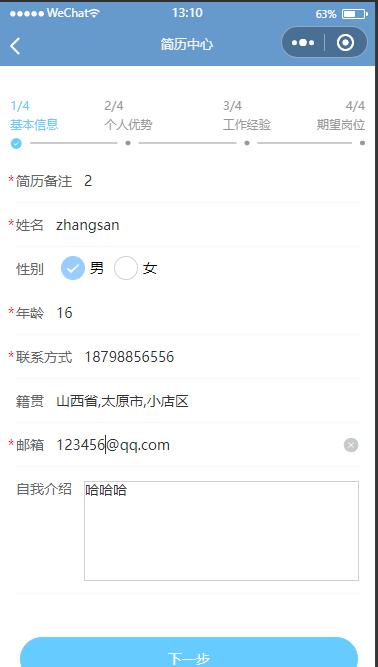 WeChat 13:10 63%
简历中心
1/4 2/4 3/4 4/4
基本信息 个人优势 工作经验 期望岗位
*简历备注 2
*姓名 zhangsan
性别 男 女
*年龄 16
*联系方式 18798856556
籍贯 山西省,太原市,小店区
*邮箱 123456@qq.com
自我介绍 哈哈哈
下一步